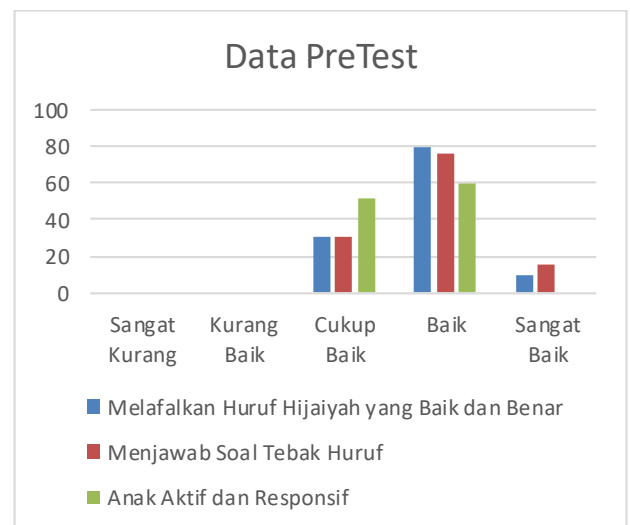 Data PreTest
100
80
60
40
20
0
Sangat Kurang
Kurang Baik
Cukup Baik
Baik
Sangat Baik
Melafalkan Huruf Hijaiyah yang Baik dan Benar
Menjawab Soal Tebak Huruf
Anak Aktif dan Responsif